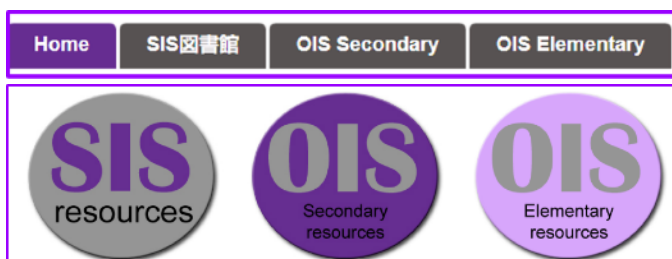 Home SIS図書館 OIS Secondary OIS Elementary
SIS OIS OIS
resources Secondary Elementary
resources resources